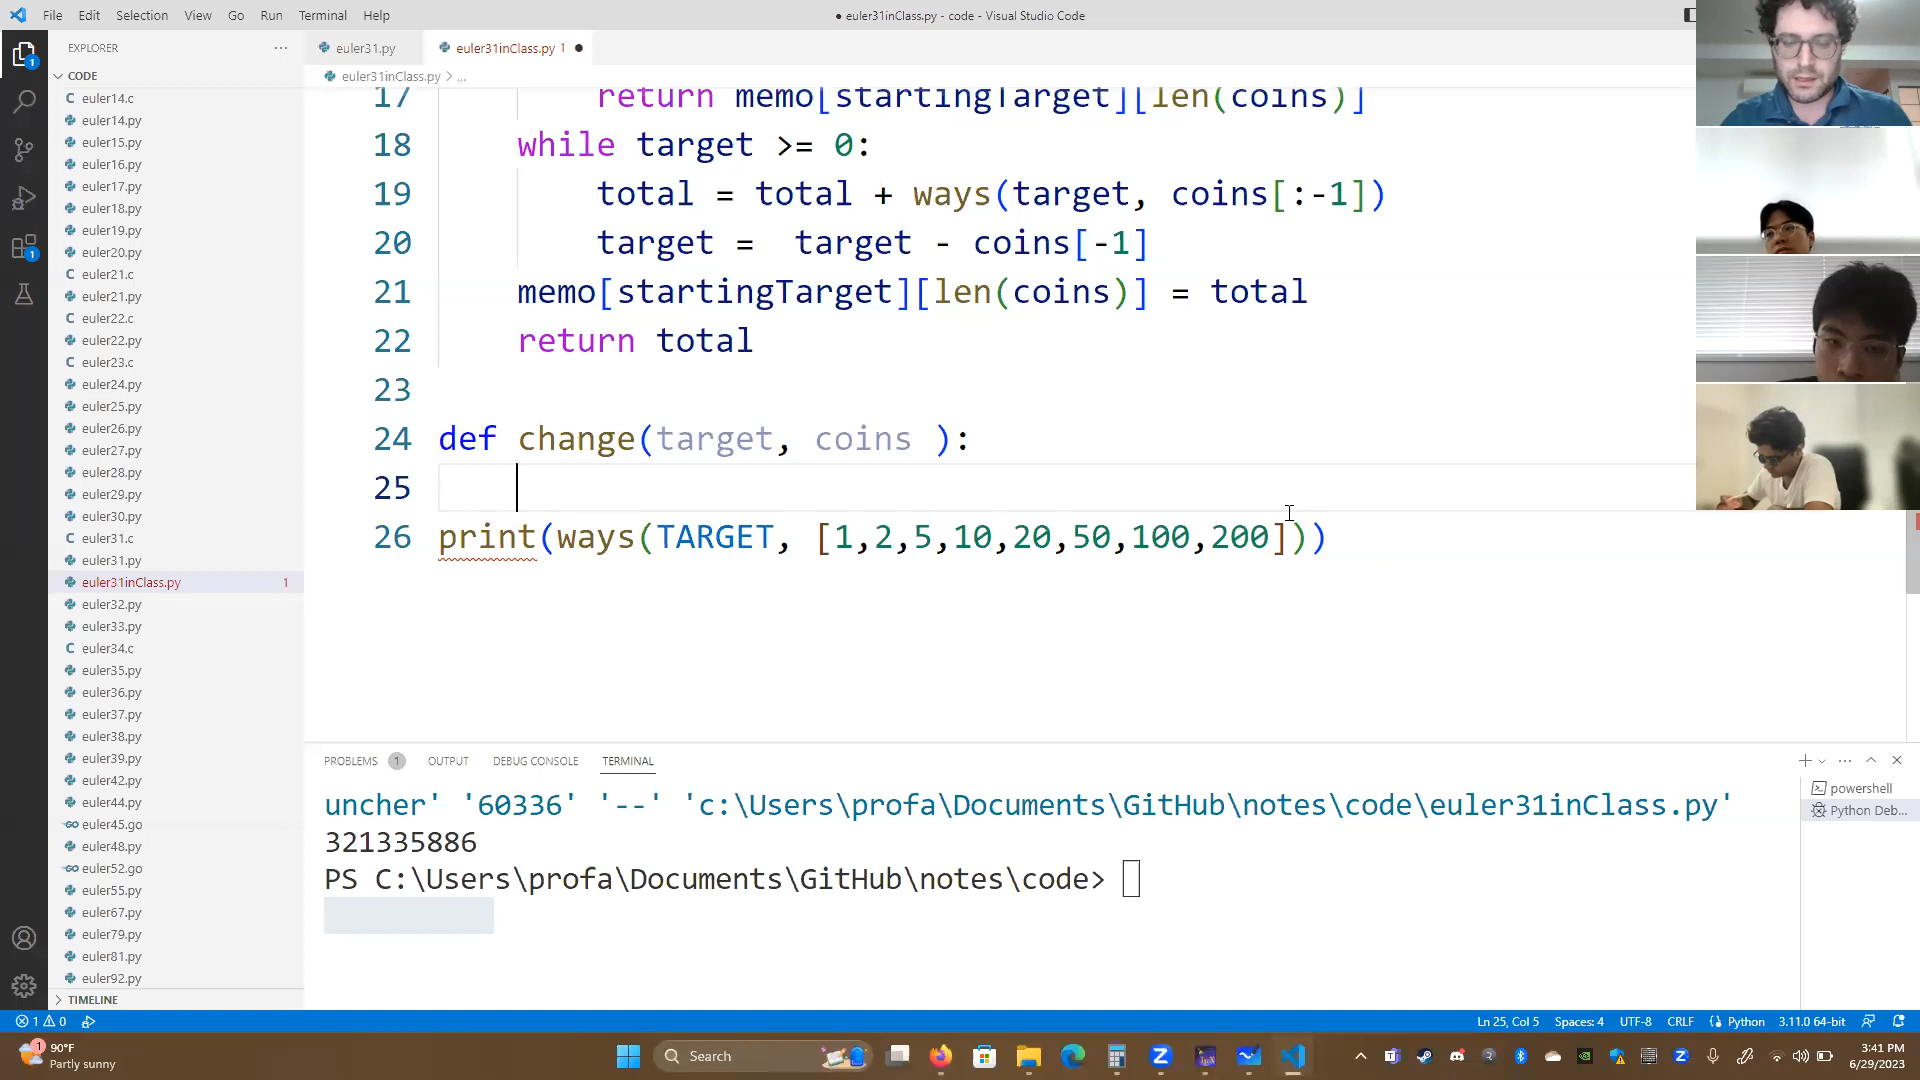 File Edit Selection View Go Run Terminal Help
● euler31inClass.py - code - Visual Studio Code
EXPLORER
CODE
euler14.c
euler14.py
euler15.py
euler16.py
euler17.py
euler18.py
euler19.py
euler20.py
euler21.c
euler21.py
euler22.c
euler22.py
euler23.c
euler24.py
euler25.py
euler26.py
euler27.py
euler28.py
euler29.py
euler30.py
euler31.c
euler31.py
euler31inClass.py 1
euler32.py
euler33.py
euler34.c
euler35.py
euler36.py
euler37.py
euler38.py
euler39.py
euler42.py
euler44.py
euler45.go
euler48.py
euler52.go
euler55.py
euler67.py
euler79.py
euler81.py
euler92.py
TIMELINE
euler31.py euler31inClass.py 1 ●
euler31inClass.py > ...
17 return memo[startingTarget][len(coins)]
18 while target >= 0:
19 total = total + ways(target, coins[:-1])
20 target =  target - coins[-1]
21 memo[startingTarget][len(coins)] = total
22 return total
23
24 def change(target, coins ):
25
26 print(ways(TARGET, [1,2,5,10,20,50,100,200]))
PROBLEMS 1 OUTPUT DEBUG CONSOLE TERMINAL
uncher' '60336' '--' 'c:\Users\profa\Documents\GitHub\notes\code\euler31inClass.py'
321335886
PS C:\Users\profa\Documents\GitHub\notes\code>
powershell
Python Deb...
1 0
Ln 25, Col 5 Spaces: 4 UTF-8 CRLF Python 3.11.0 64-bit
90°F
Partly sunny
Search
3:41 PM
6/29/2023